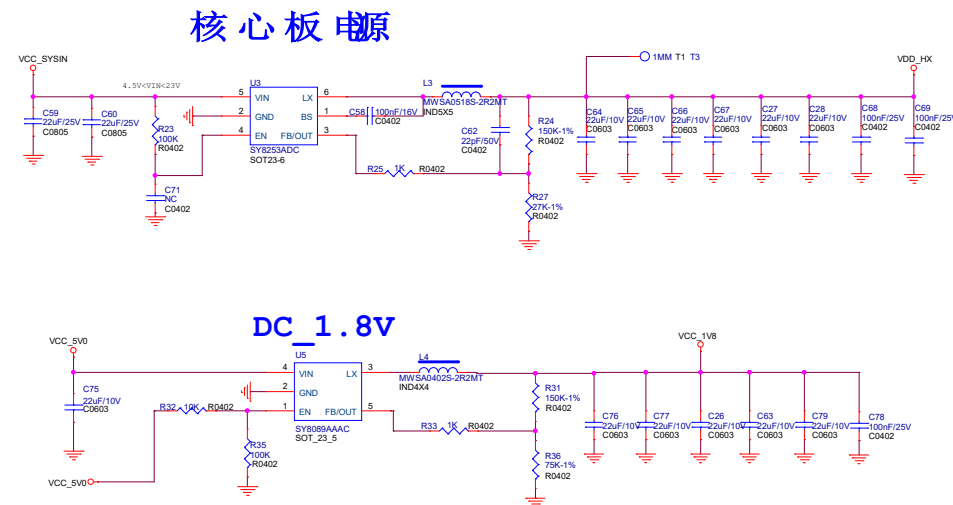 核心板电源
VCC_SYSIN
4.5V<VIN<23V
C59
22uF/25V
C0805
C60
22uF/25V
C0805
R23
100K
R0402
C71
NC
C0402
U3
5 VIN LX 6
2 GND BS 1
4 EN FB/OUT 3
SY8253ADC
SOT23-6
C58 100nF/16V
C0402
L3
MWSA0518S-2R2MT
IND5X5
C62
22pF/50V
C0402
R24
150K-1%
R0402
R25 1K R0402
R27
27K-1%
R0402
1MM T1 T3
VDD_HX
C64
22uF/10V
C0603
C65
22uF/10V
C0603
C66
22uF/10V
C0603
C67
22uF/10V
C0603
C27
22uF/10V
C0603
C28
22uF/10V
C0603
C68
100nF/25V
C0402
C69
100nF/25V
C0402
DC_1.8V
VCC_5V0
C75
22uF/10V
C0603
R32 10K R0402
R35
100K
R0402
VCC_5V0
U5
4 VIN LX 3
2 GND
1 EN FB/OUT 5
SY8089AAAC
SOT_23_5
L4
MWSA0402S-2R2MT
IND4X4
R33 1K R0402
R31
150K-1%
R0402
R36
75K-1%
R0402
VCC_1V8
C76
22uF/10V
C0603
C77
22uF/10V
C0603
C26
22uF/10V
C0603
C63
22uF/10V
C0603
C79
22uF/10V
C0603
C78
100nF/25V
C0402